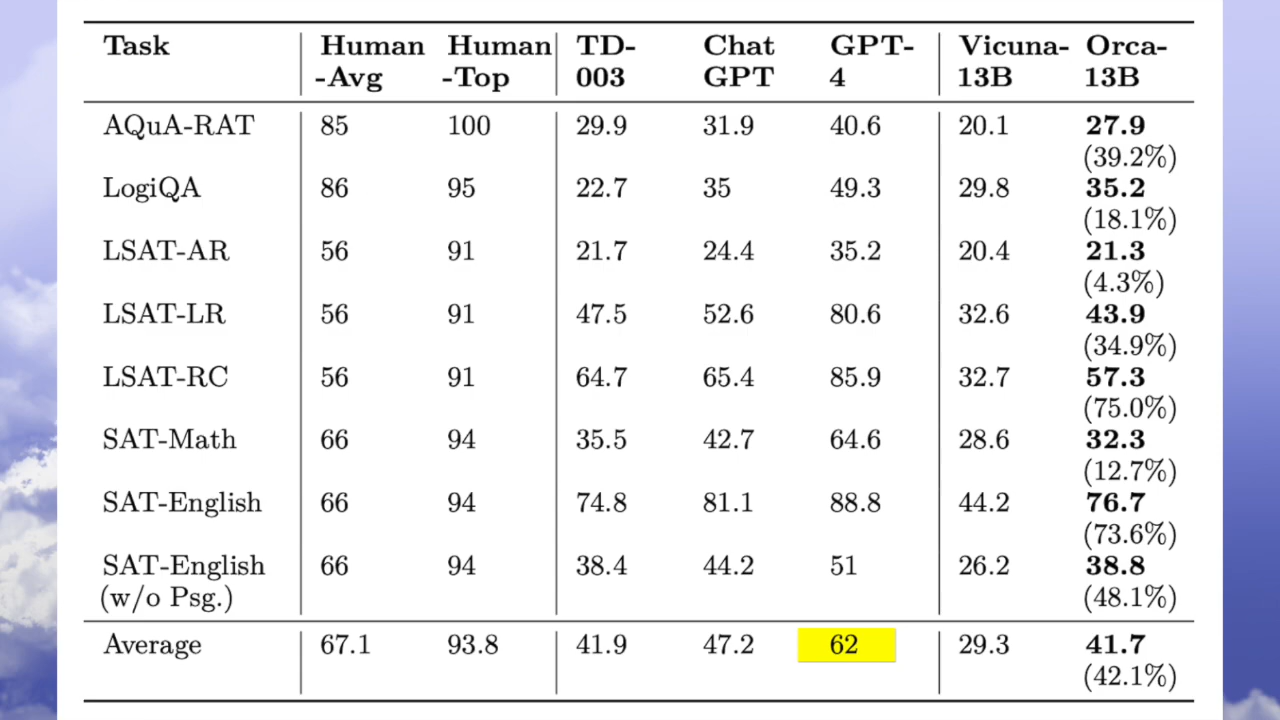 Task Human Human TD- Chat GPT- Vicuna- Orca-
-Avg -Top 003 GPT 4 13B 13B
AQuA-RAT 85 100 29.9 31.9 40.6 20.1 27.9
(39.2%)
LogiQA 86 95 22.7 35 49.3 29.8 35.2
(18.1%)
LSAT-AR 56 91 21.7 24.4 35.2 20.4 21.3
(4.3%)
LSAT-LR 56 91 47.5 52.6 80.6 32.6 43.9
(34.9%)
LSAT-RC 56 91 64.7 65.4 85.9 32.7 57.3
(75.0%)
SAT-Math 66 94 35.5 42.7 64.6 28.6 32.3
(12.7%)
SAT-English 66 94 74.8 81.1 88.8 44.2 76.7
(73.6%)
SAT-English 66 94 38.4 44.2 51 26.2 38.8
(w/o Psg.) (48.1%)
Average 67.1 93.8 41.9 47.2 62 29.3 41.7
(42.1%)